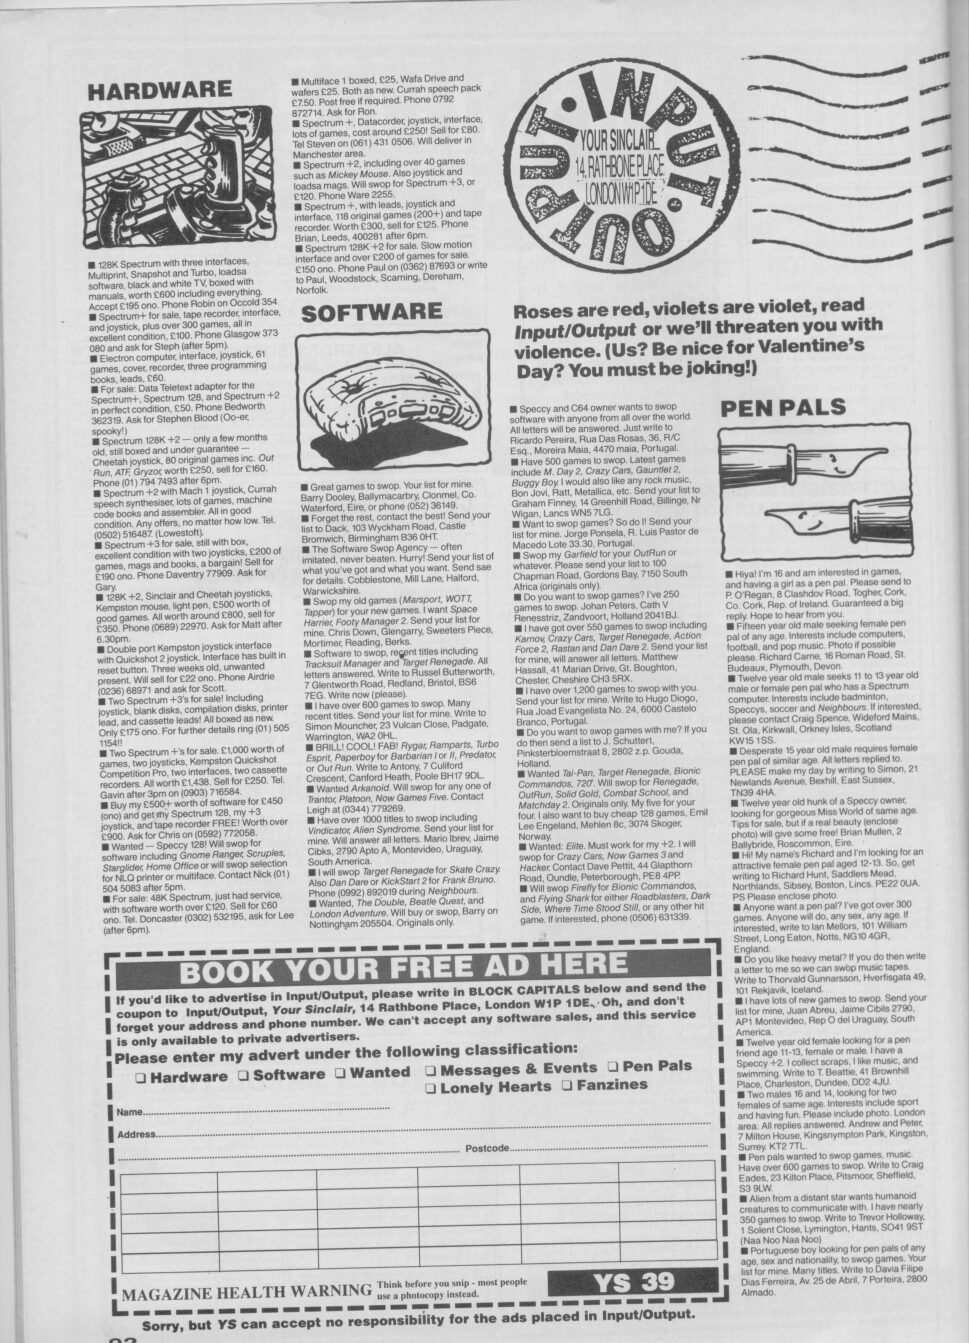 HARDWARE
■ 128K Spectrum with three interfaces,
Multiprint, Snapshot and Turbo, loadsa
software, black and white TV, boxed with
manuals, worth £600 including everything.
Accept £195 ono. Phone Robin on Occold 354.
■ Spectrum+ for sale, tape recorder, interface,
and joystick, plus over 300 games, all in
excellent condition, £100. Phone Glasgow 373
080 and ask for Steph (after 5pm).
■ Electron computer, interface, joystick, 61
games, cover, recorder, three programming
books, leads, £60.
■ For sale: Data Teletext adapter for the
Spectrum+, Spectrum 128, and Spectrum +2
in perfect condition, £50. Phone Bedworth
362319. Ask for Stephen Blood (Oo-er,
spooky!)
■ Spectrum 128K +2 — only a few months
old, still boxed and under guarantee —
Cheetah joystick, 80 original games inc. Out
Run, ATF, Gryzor, worth £250, sell for £160.
Phone (01) 794 7493 after 6pm.
■ Spectrum +2 with Mach 1 joystick, Currah
speech synthesiser, lots of games, machine
code books and assembler. All in good
condition. Any offers, no matter how low. Tel.
(0502) 516487. (Lowestoft).
■ Spectrum +3 for sale, still with box,
excellent condition with two joysticks, £200 of
games, mags and books, a bargain! Sell for
£190 ono. Phone Daventry 77909. Ask for
Gary.
■ 128K +2, Sinclair and Cheetah joysticks,
Kempston mouse, light pen, £500 worth of
good games. All worth around £800, sell for
£350. Phone (0689) 22970. Ask for Matt after
6.30pm.
■ Double port Kempston joystick interface
with Quickshot 2 joystick. Interface has built in
reset button. Three weeks old, unwanted
present. Will sell for £22 ono. Phone Airdrie
(0236) 68971 and ask for Scott.
■ Two Spectrum +3's for sale! Including
joystick, blank disks, compilation disks, printer
lead, and cassette leads! All boxed as new.
Only £175 ono. For further details ring (01) 505
1154!!
■ Two Spectrum +'s for sale. £1,000 worth of
games, two joysticks, Kempston Quickshot
Competition Pro, two interfaces, two cassette
recorders. All worth £1,438. Sell for £250. Tel.
Gavin after 3pm on (0903) 716584.
■ Buy my £500+ worth of software for £450
(ono) and get my Spectrum 128, my +3
joystick, and tape recorder FREE! Worth over
£900. Ask for Chris on (0592) 772058.
■ Wanted — Speccy 128! Will swop for
software including Gnome Ranger, Scruples,
Starglider, Home Office or will swop selection
for NLQ printer or multiface. Contact Nick (01)
504 5083 after 5pm.
■ For sale: 48K Spectrum, just had service,
with software worth over £120. Sell for £60
ono. Tel. Doncaster (0302) 532195, ask for Lee
(after 6pm).
■ Multiface 1 boxed, £25, Wafa Drive and
wafers £25. Both as new. Currah speech pack
£7.50. Post free if required. Phone 0792
872714. Ask for Ron.
■ Spectrum +, Datacorder, joystick, interface,
lots of games, cost around £250! Sell for £80.
Tel Steven on (061) 431 0506. Will deliver in
Manchester area.
■ Spectrum +2, including over 40 games
such as Mickey Mouse. Also joystick and
loadsa mags. Will swop for Spectrum +3, or
£120. Phone Ware 2255.
■ Spectrum +, with leads, joystick and
interface, 118 original games (200+) and tape
recorder. Worth £300, sell for £125. Phone
Brian, Leeds, 400281 after 6pm.
■ Spectrum 128K +2 for sale. Slow motion
interface and over £200 of games for sale.
£150 ono. Phone Paul on (0362) 87693 or write
to Paul, Woodstock, Scarning, Dereham,
Norfolk.
SOFTWARE
■ Great games to swop. Your list for mine.
Barry Dooley, Ballymacarbry, Clonmel, Co.
Waterford, Eire, or phone (052) 36149.
■ Forget the rest, contact the best! Send your
list to Dack, 103 Wyckham Road, Castle
Bromwich, Birmingham B36 0HT.
■ The Software Swop Agency — often
imitated, never beaten. Hurry! Send your list of
what you've got and what you want. Send sae
for details. Cobblestone, Mill Lane, Halford,
Warwickshire.
■ Swop my old games (Marsport, WOTT,
Tapper) for your new games. I want Space
Harrier, Footy Manager 2. Send your list for
mine. Chris Down, Glengarry, Sweeters Piece,
Mortimer, Reading, Berks.
■ Software to swop, recent titles including
Tracksuit Manager and Target Renegade. All
letters answered. Write to Russel Butterworth,
7 Glentworth Road, Redland, Bristol, BS6
7EG. Write now (please).
■ I have over 600 games to swop. Many
recent titles. Send your list for mine. Write to
Simon Mouncher, 23 Vulcan Close, Padgate,
Warrington, WA2 0HL.
■ BRILL! COOL! FAB! Rygar, Ramparts, Turbo
Esprit, Paperboy for Barbarian I or II, Predator,
or Out Run. Write to Antony, 7 Culiford
Crescent, Canford Heath, Poole BH17 9DL.
■ Wanted Arkanoid. Will swop for any one of
Trantor, Platoon, Now Games Five. Contact
Leigh at (0344) 779269.
■ Have over 1000 titles to swop including
Vindicator, Alien Syndrome. Send your list for
mine. Will answer all letters. Mario Ibrev, Jaime
Cibks, 2790 Apto A, Montevideo, Uraguay,
South America.
■ I will swop Target Renegade for Skate Crazy.
Also Dan Dare or KickStart 2 for Frank Bruno.
Phone (0992) 892019 during Neighbours.
■ Wanted, The Double, Beatle Quest, and
London Adventure. Will buy or swop, Barry on
Nottingham 205504. Originals only.
INPUT·OUTPUT·
YOUR SINCLAIR
14, RATHBONE PLACE
LONDON W1P 1DE
Roses are red, violets are violet, read
Input/Output or we'll threaten you with
violence. (Us? Be nice for Valentine's
Day? You must be joking!)
■ Speccy and C64 owner wants to swop
software with anyone from all over the world.
All letters will be answered. Just write to
Ricardo Pereira, Rua Das Rosas, 36, R/C
Esq., Moreira Maia, 4470 maia, Portugal.
■ Have 500 games to swop. Latest games
include M. Day 2, Crazy Cars, Gauntlet 2,
Buggy Boy. I would also like any rock music,
Bon Jovi, Ratt, Metallica, etc. Send your list to
Graham Finney, 14 Greenhill Road, Billinge, Nr
Wigan, Lancs WN5 7LG.
■ Want to swop games? So do I! Send your
list for mine. Jorge Ponsela, R. Luis Pastor de
Macedo Lote 33.30, Portugal.
■ Swop my Garfield for your OutRun or
whatever. Please send your list to 100
Chapman Road, Gordons Bay, 7150 South
Africa (originals only).
■ Do you want to swop games? I've 250
games to swop. Johan Peters, Cath V
Renesstriz, Zandvoort, Holland 2041BJ.
■ I have got over 550 games to swop including
Karnov, Crazy Cars, Target Renegade, Action
Force 2, Rastan and Dan Dare 2. Send your list
for mine, will answer all letters. Matthew
Hassall, 41 Marian Drive, Gt. Boughton,
Chester, Cheshire CH3 5RX.
■ I have over 1,200 games to swop with you.
Send your list for mine. Write to Hugo Diogo,
Rua Joad Evangelista No. 24, 6000 Castelo
Branco, Portugal.
■ Do you want to swop games with me? If you
do then send a list to J. Schuttert,
Pinksterbloemstraat 8, 2802 z.p. Gouda,
Holland.
■ Wanted Tai-Pan, Target Renegade, Bionic
Commandos, 720°. Will swop for Renegade,
OutRun, Solid Gold, Combat School, and
Matchday 2. Originals only. My five for your
four. I also want to buy cheap 128 games, Emil
Lee Engeland, Mehlen 8c, 3074 Skoger,
Norway.
■ Wanted: Elite. Must work for my +2. I will
swop for Crazy Cars, Now Games 3 and
Hacker. Contact Dave Pettit, 44 Glapthorn
Road, Oundle, Peterborough, PE8 4PP.
■ Will swop Firefly for Bionic Commandos,
and Flying Shark for either Roadblasters, Dark
Side, Where Time Stood Still, or any other hit
game. If interested, phone (0506) 631339.
PEN PALS
■ Hiya! I'm 16 and am interested in games,
and having a girl as a pen pal. Please send to
P. O'Regan, 8 Clashdov Road, Togher, Cork,
Co. Cork, Rep. of Ireland. Guaranteed a big
reply. Hope to hear from you.
■ Fifteen year old male seeking female pen
pal of any age. Interests include computers,
football, and pop music. Photo if possible
please. Richard Carne, 16 Roman Road, St.
Budeaux, Plymouth, Devon.
■ Twelve year old male seeks 11 to 13 year old
male or female pen pal who has a Spectrum
computer. Interests include badminton,
Speccys, soccer and Neighbours. If interested,
please contact Craig Spence, Wideford Mains,
St. Ola, Kirkwall, Orkney Isles, Scotland
KW15 1SS.
■ Desperate 15 year old male requires female
pen pal of similar age. All letters replied to.
PLEASE make my day by writing to Simon, 21
Newlands Avenue, Bexhill, East Sussex,
TN39 4HA.
■ Twelve year old hunk of a Speccy owner,
looking for gorgeous Miss World of same age.
Tips for sale, but if a real beauty (enclose
photo) will give some free! Brian Mullen, 2
Ballybride, Roscommon, Eire.
■ Hi! My name's Richard and I'm looking for an
attractive female pen pal aged 12-13. So, get
writing to Richard Hunt, Saddlers Mead,
Northlands, Sibsey, Boston, Lincs. PE22 0UA.
PS Please enclose photo.
■ Anyone want a pen pal? I've got over 300
games. Anyone will do, any sex, any age. If
interested, write to Ian Mellors, 101 William
Street, Long Eaton, Notts, NG10 4GR,
England.
■ Do you like heavy metal? If you do then write
a letter to me so we can swop music tapes.
Write to Thorvald Gunnarsson, Hverfisgata 49,
101 Rekjavik, Iceland.
■ I have lots of new games to swop. Send your
list for mine, Juan Abreu, Jaime Cibils 2790,
AP1 Montevideo, Rep O del Uraguay, South
America.
■ Twelve year old female looking for a pen
friend age 11-13, female or male. I have a
Speccy +2. I collect scraps, I like music, and
swimming. Write to T. Beattie, 41 Brownhill
Place, Charleston, Dundee, DD2 4JU.
■ Two males 16 and 14, looking for two
females of same age. Interests include sport
and having fun. Please include photo. London
area. All replies answered. Andrew and Peter,
7 Milton House, Kingsnympton Park, Kingston,
Surrey. KT2 7TL.
■ Pen pals wanted to swop games, music.
Have over 600 games to swop. Write to Craig
Eades, 23 Kilton Place, Pitsmoor, Sheffield,
S3 9LW.
■ Alien from a distant star wants humanoid
creatures to communicate with. I have nearly
350 games to swop. Write to Trevor Holloway,
1 Solent Close, Lymington, Hants, SO41 9ST
(Naa Noo Naa Noo)
■ Portuguese boy looking for pen pals of any
age, sex and nationality, to swop games. Your
list for mine. Many titles. Write to Davia Filipe
Dias Ferreira, Av. 25 de Abril, 7 Porteira, 2800
Almado.
BOOK YOUR FREE AD HERE
If you'd like to advertise in Input/Output, please write in BLOCK CAPITALS below and send the
coupon to Input/Output, Your Sinclair, 14 Rathbone Place, London W1P 1DE. Oh, and don't
forget your address and phone number. We can't accept any software sales, and this service
is only available to private advertisers.
Please enter my advert under the following classification:
❏ Hardware ❏ Software ❏ Wanted ❏ Messages & Events ❏ Pen Pals
❏ Lonely Hearts ❏ Fanzines
Name
Address
Postcode
MAGAZINE HEALTH WARNING Think before you snip - most people
use a photocopy instead.
YS 39
Sorry, but YS can accept no responsibility for the ads placed in Input/Output.